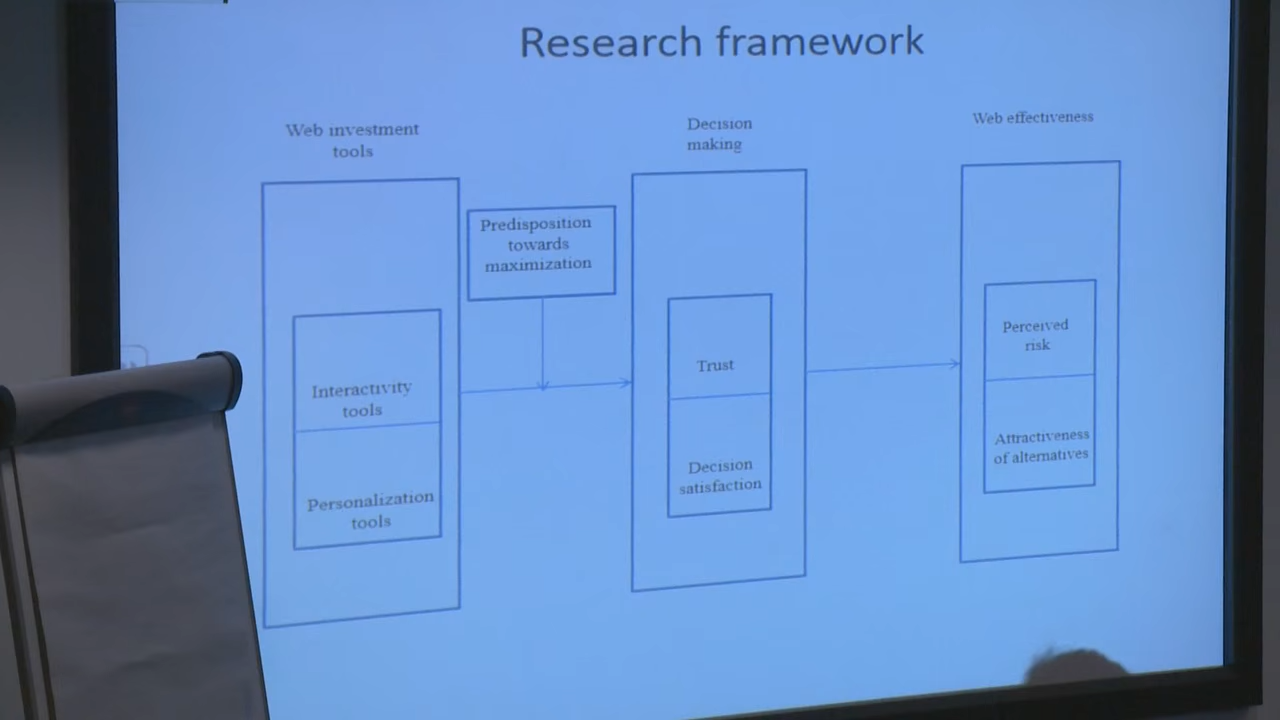 Research framework
Web investment
tools
Decision
making
Web effectiveness
Predisposition
towards
maximization
Interactivity
tools
Personalization
tools
Trust
Decision
satisfaction
Perceived
risk
Attractiveness
of alternatives